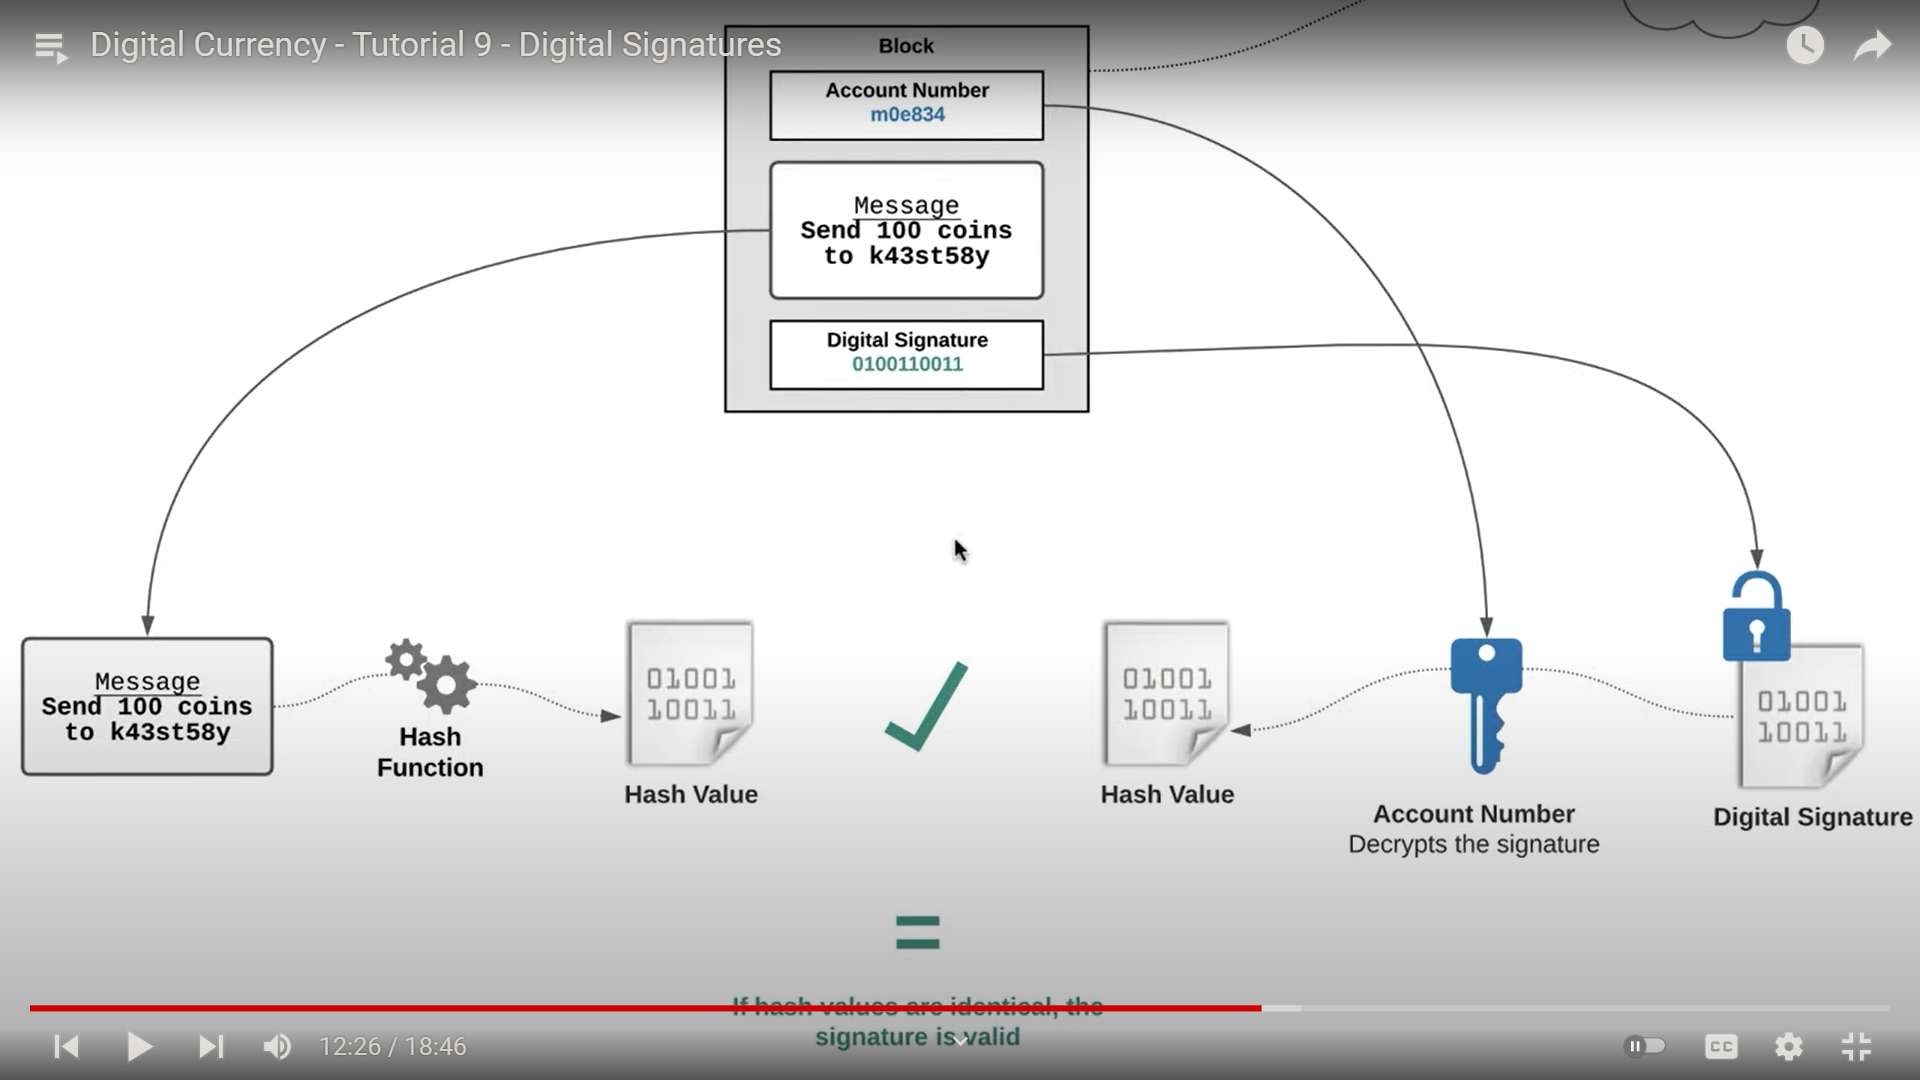 Digital Currency - Tutorial 9 - Digital Signatures
Block
Account Number
m0e834
Message
Send 100 coins
to k43st58y
Digital Signature
0100110011
Message
Send 100 coins
to k43st58y
Hash
Function
01001
10011
Hash Value
01001
10011
Hash Value
Account Number
Decrypts the signature
01001
10011
Digital Signature
=
If hash values are identical, the
signature is valid
12:26 / 18:46
CC